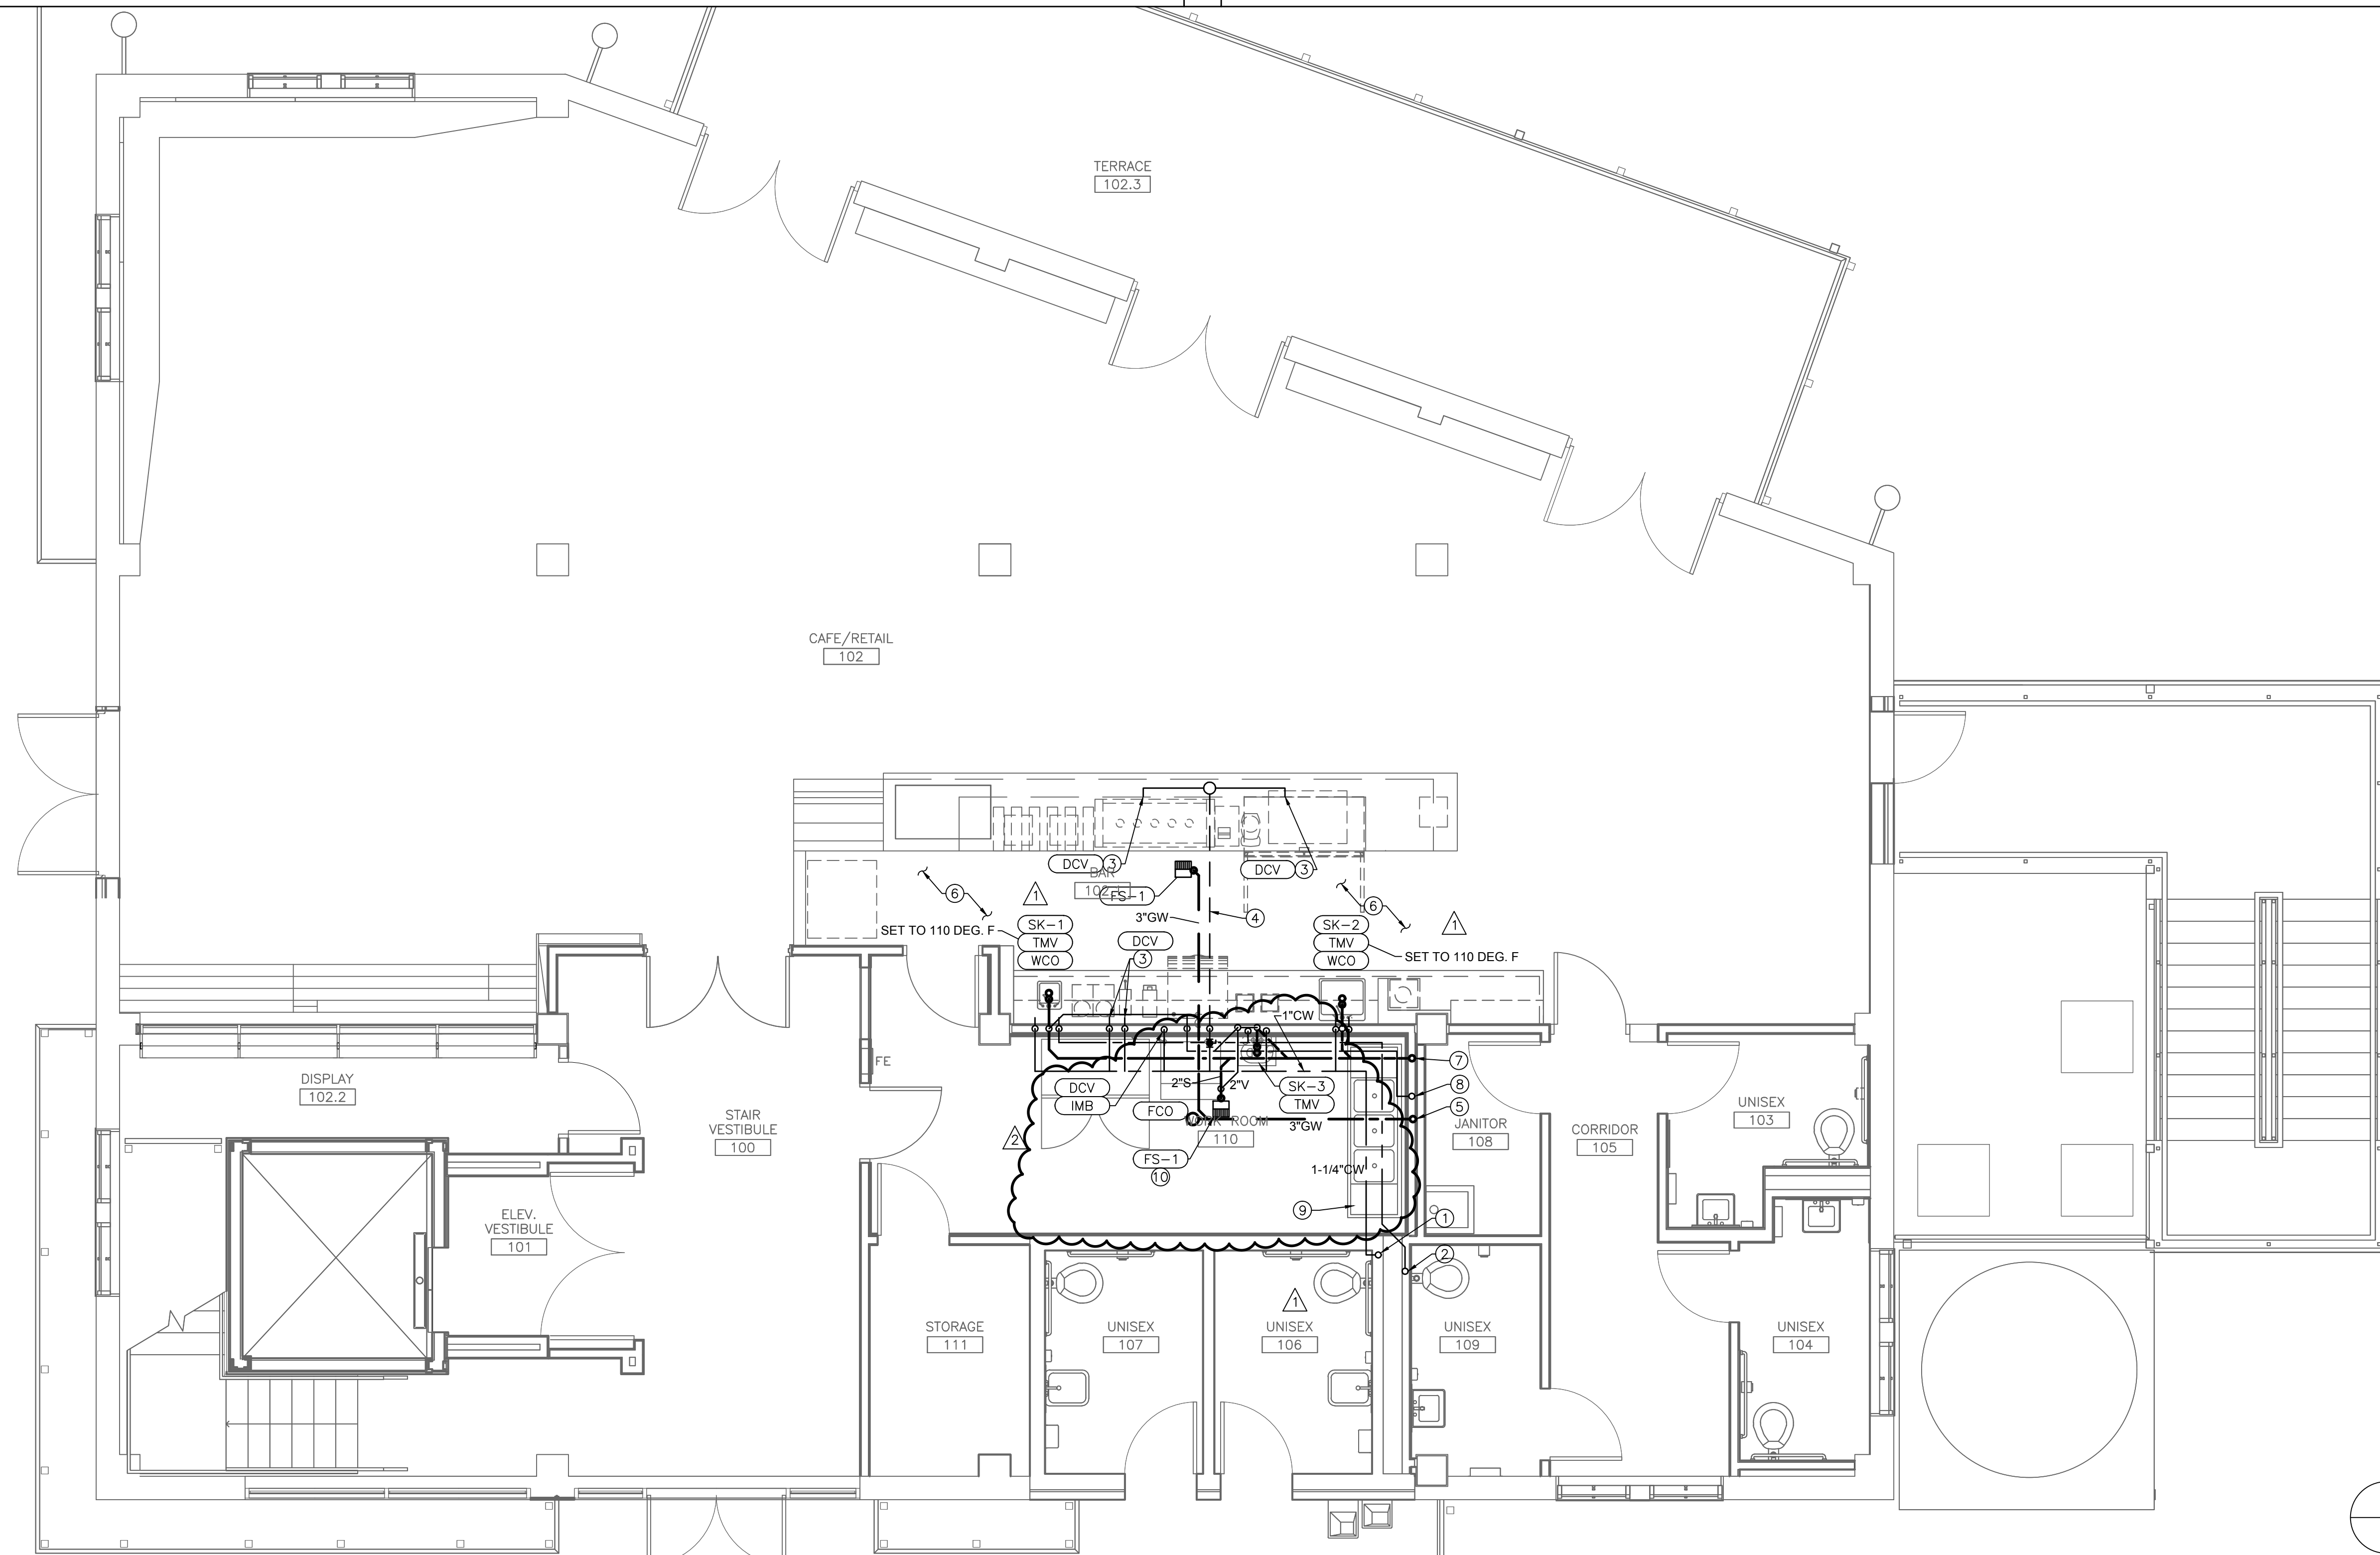 TERRACE
102.3
CAFE/RETAIL
102
DCV 3
DCV 3
BAR
102.1
FS-1
6
1
3"GW
4
6
1
SK-1
TMV
WCO
SET TO 110 DEG. F
DCV
3
SK-2
TMV
WCO
SET TO 110 DEG. F
1"CW
FE
7
DISPLAY
102.2
DCV
IMB
2"S
2"V
SK-3
TMV
8
FCO
5
STAIR
VESTIBULE
100
2
WORK ROOM
110
3"GW
JANITOR
108
CORRIDOR
105
UNISEX
103
FS-1
10
1-1/4"CW
9
1
2
ELEV.
VESTIBULE
101
1
STORAGE
111
UNISEX
107
UNISEX
106
UNISEX
109
UNISEX
104